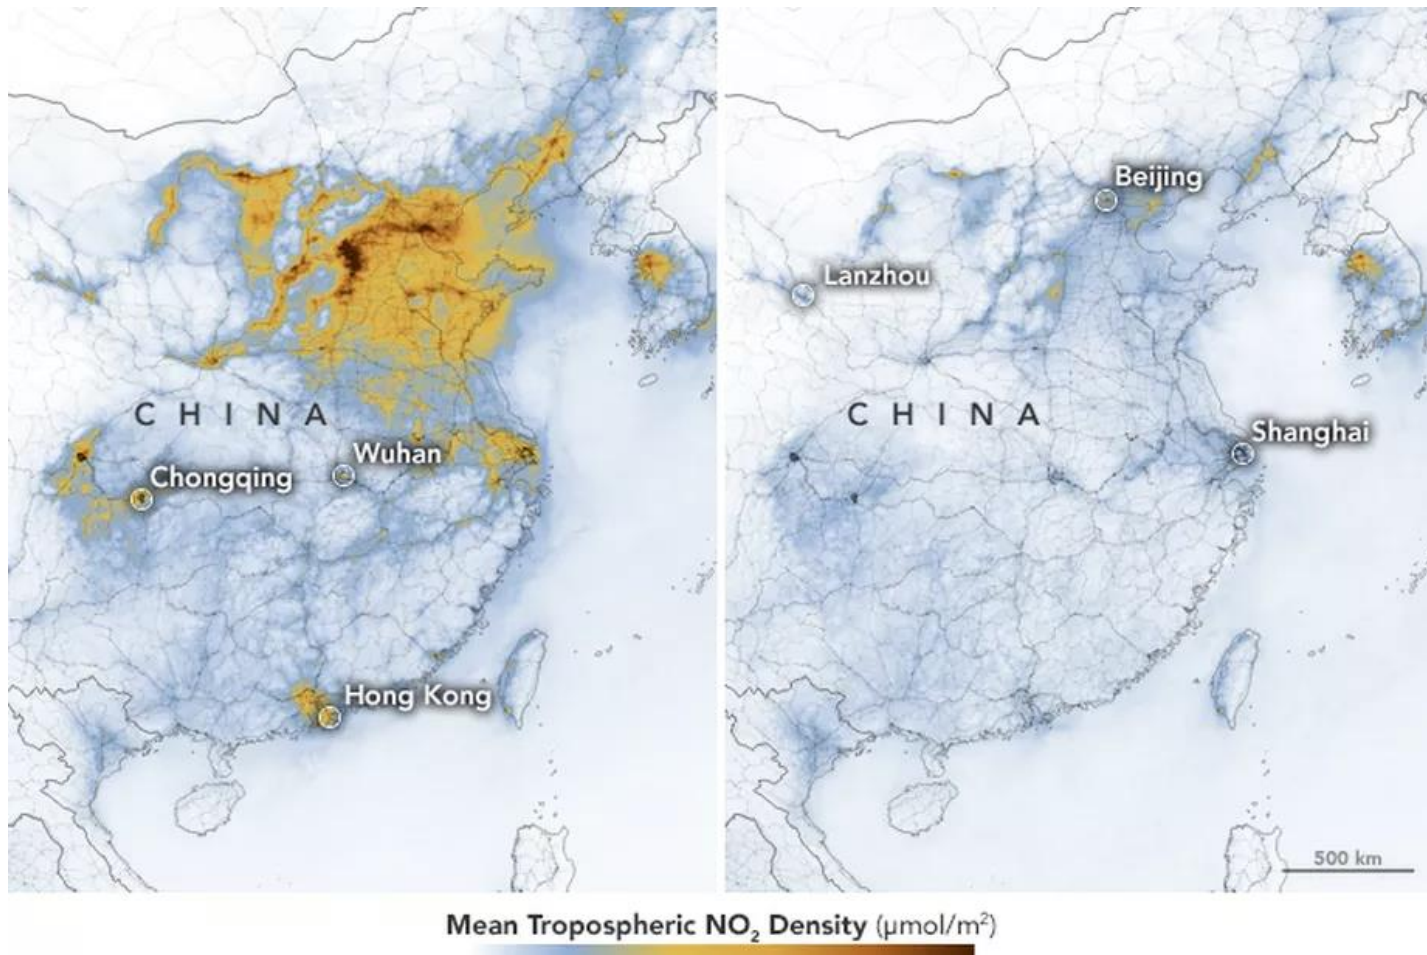 Beijing
Lanzhou
CHINA
CHINA
Wuhan
Shanghai
Chongqing
Hong Kong
500 km
Mean Tropospheric NO₂ Density (µmol/m²)